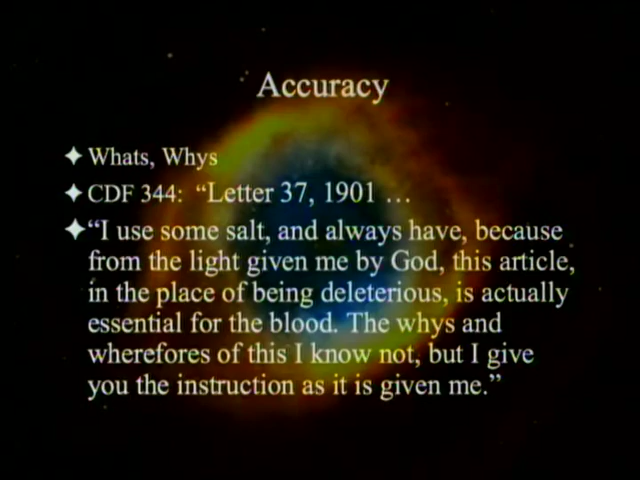 Accuracy
Whats, Whys
CDF 344: “Letter 37, 1901 …
“I use some salt, and always have, because
from the light given me by God, this article,
in the place of being deleterious, is actually
essential for the blood. The whys and
wherefores of this I know not, but I give
you the instruction as it is given me.”